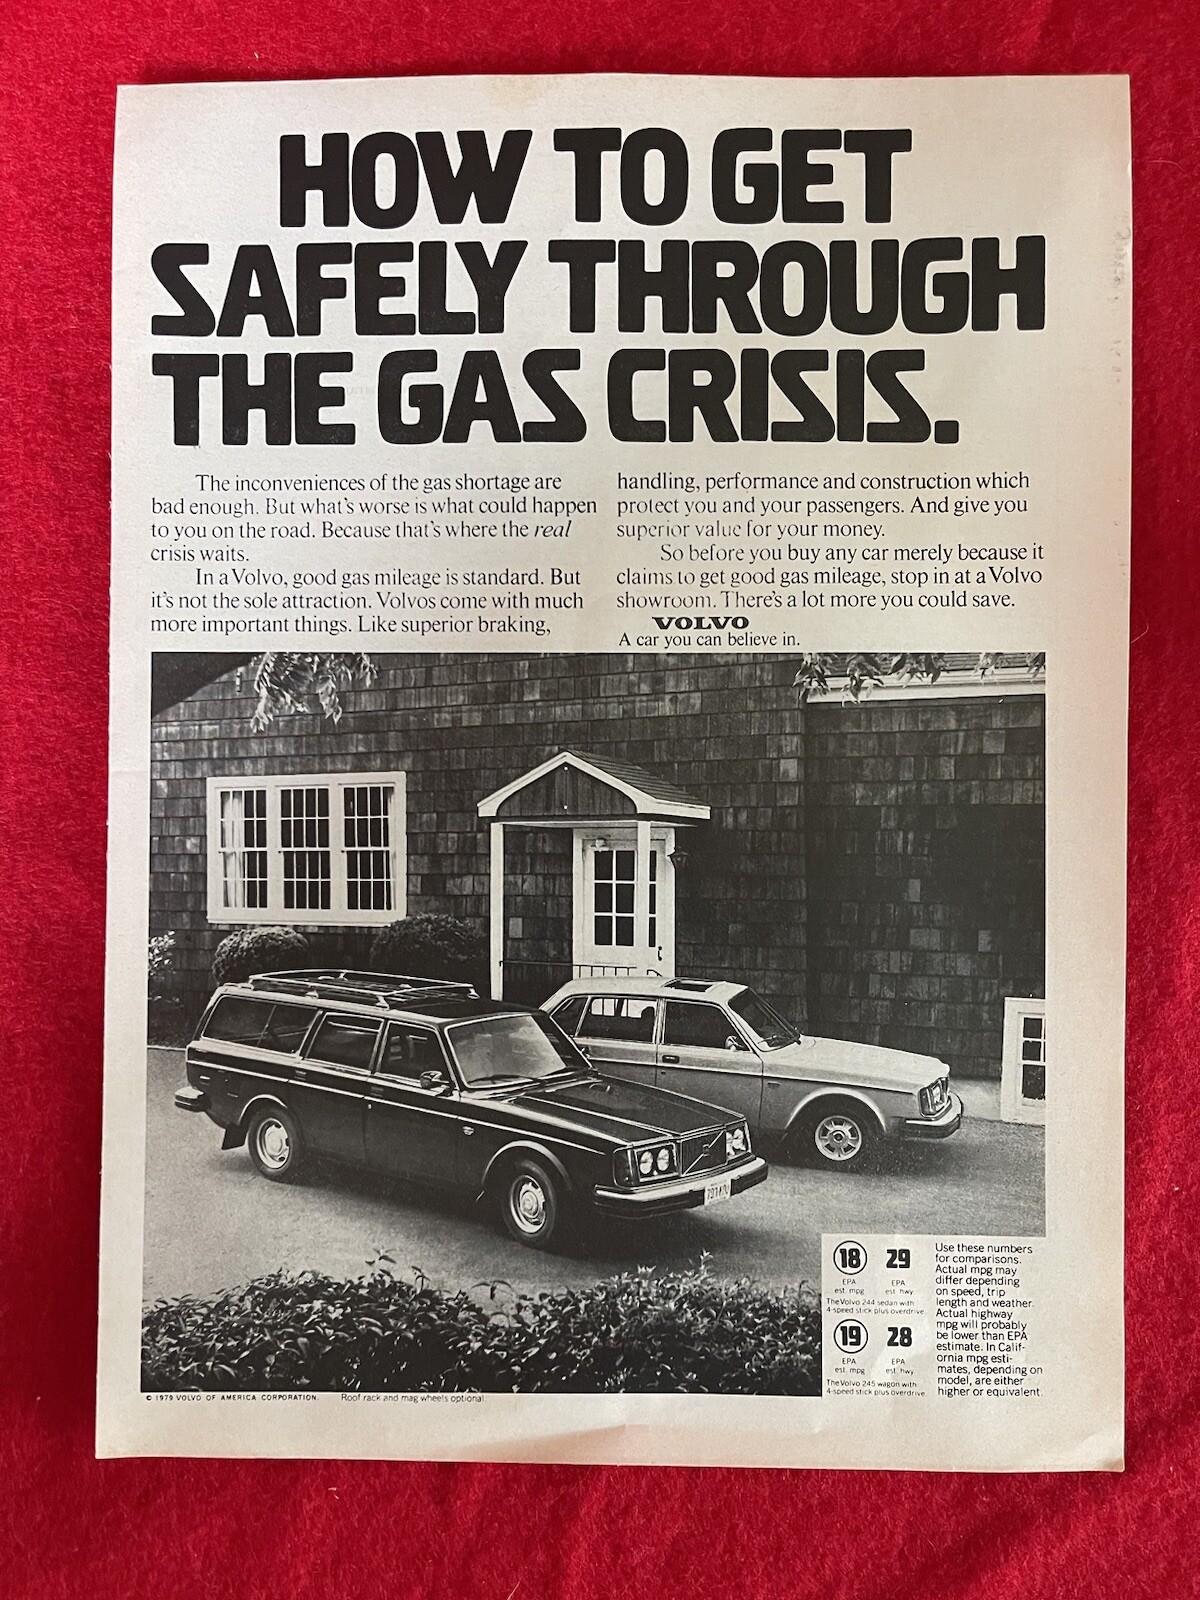 HOW TO GET
SAFELY THROUGH
THE GAS CRISIS.
The inconveniences of the gas shortage are
bad enough. But what's worse is what could happen
to you on the road. Because that's where the real
crisis waits.
In a Volvo, good gas mileage is standard. But
it's not the sole attraction. Volvos come with much
more important things. Like superior braking,
handling, performance and construction which
protect you and your passengers. And give you
superior value for your money.
So before you buy any car merely because it
claims to get good gas mileage, stop in at a Volvo
showroom. There's a lot more you could save.
VOLVO
A car you can believe in.
18 29
EPA EPA
est. mpg est. hwy
The Volvo 244 sedan with
4-speed stick plus overdrive
19 28
EPA EPA
est. mpg est. hwy
The Volvo 245 wagon with
4-speed stick plus overdrive
Use these numbers
for comparisons.
Actual mpg may
differ depending
on speed, trip
length and weather.
Actual highway
mpg will probably
be lower than EPA
estimate. In Calif-
ornia mpg esti-
mates, depending on
model, are either
higher or equivalent.
© 1979 VOLVO OF AMERICA CORPORATION. Roof rack and mag wheels optional.